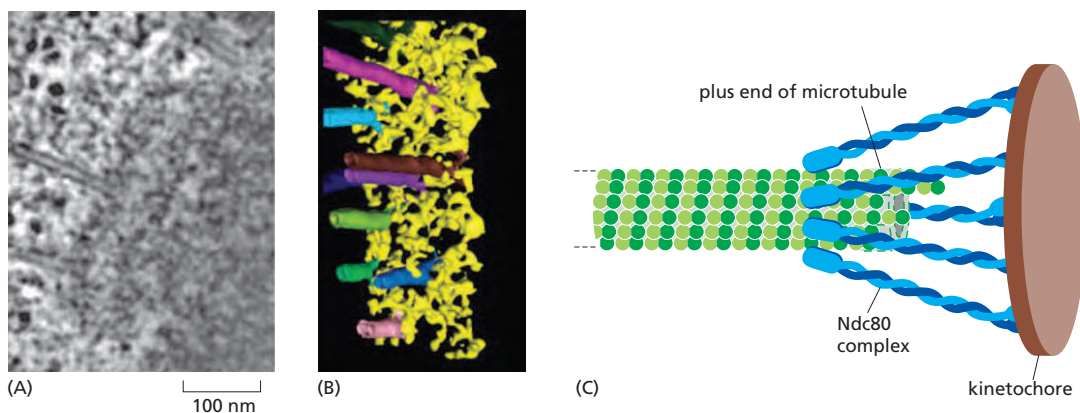 plus end of microtubule
Ndc80
complex
kinetochore
(A)
100 nm
(B)
(C)